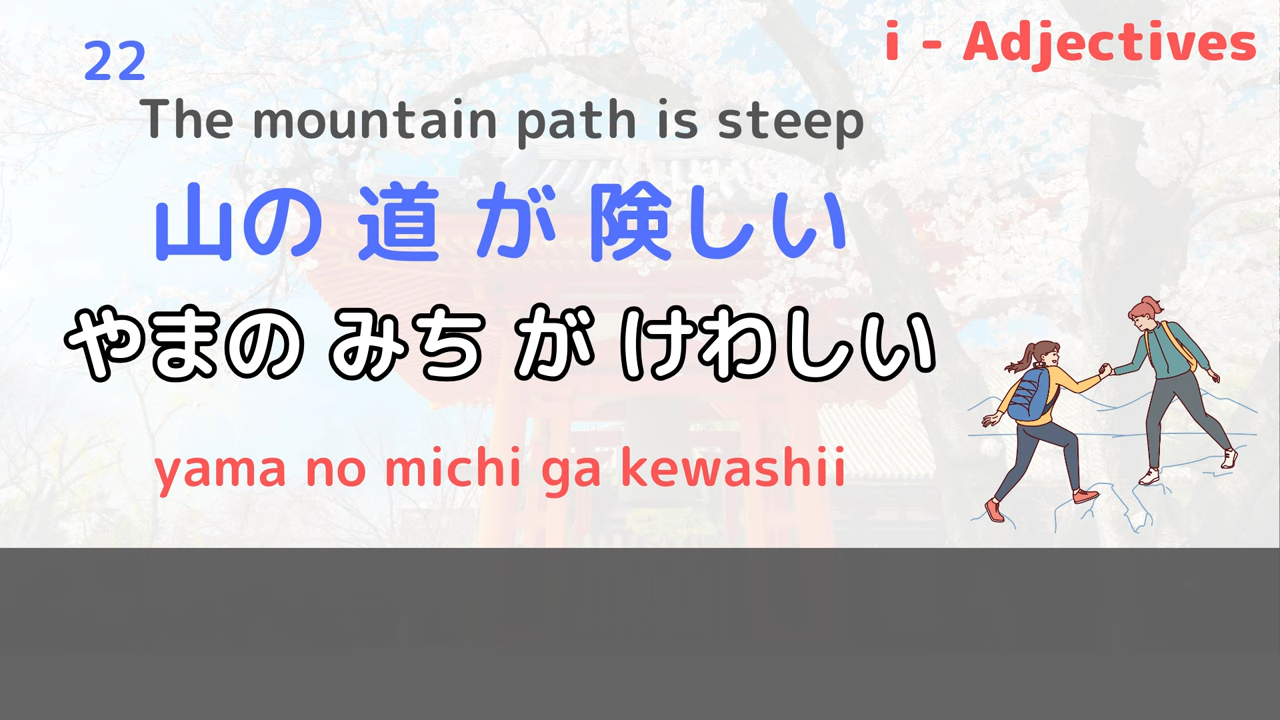 i - Adjectives
22
The mountain path is steep
山の 道 が 険しい
やまの みち が けわしい
yama no michi ga kewashii